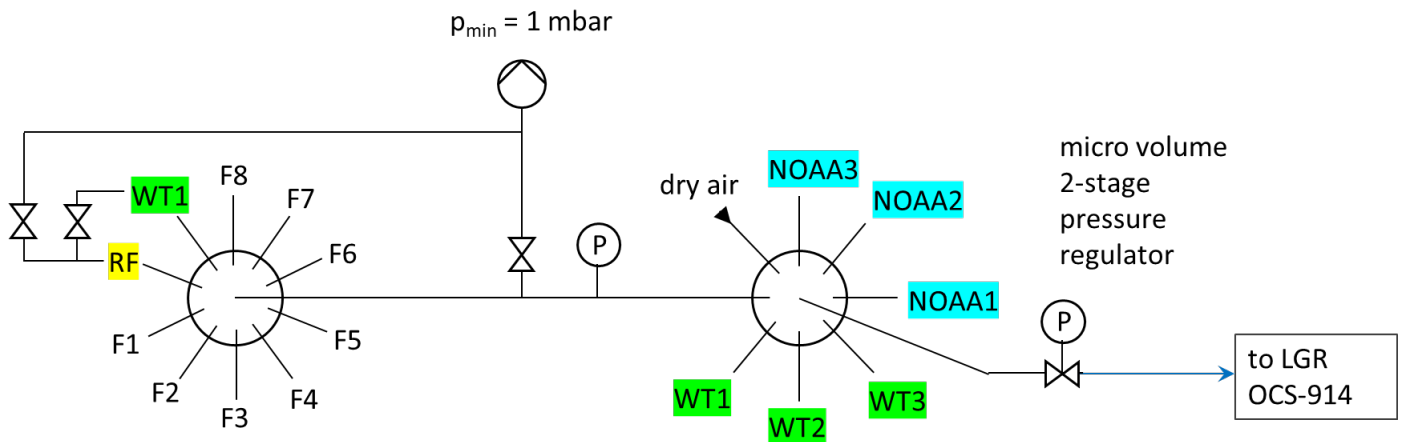 pmin = 1 mbar
micro volume
2-stage
pressure
regulator
NOAA3
dry air
NOAA2
F8
F7
WT1
RF
F6
P
NOAA1
P
F1
F5
F2
F3
F4
WT1
WT2
WT3
to LGR
OCS-914